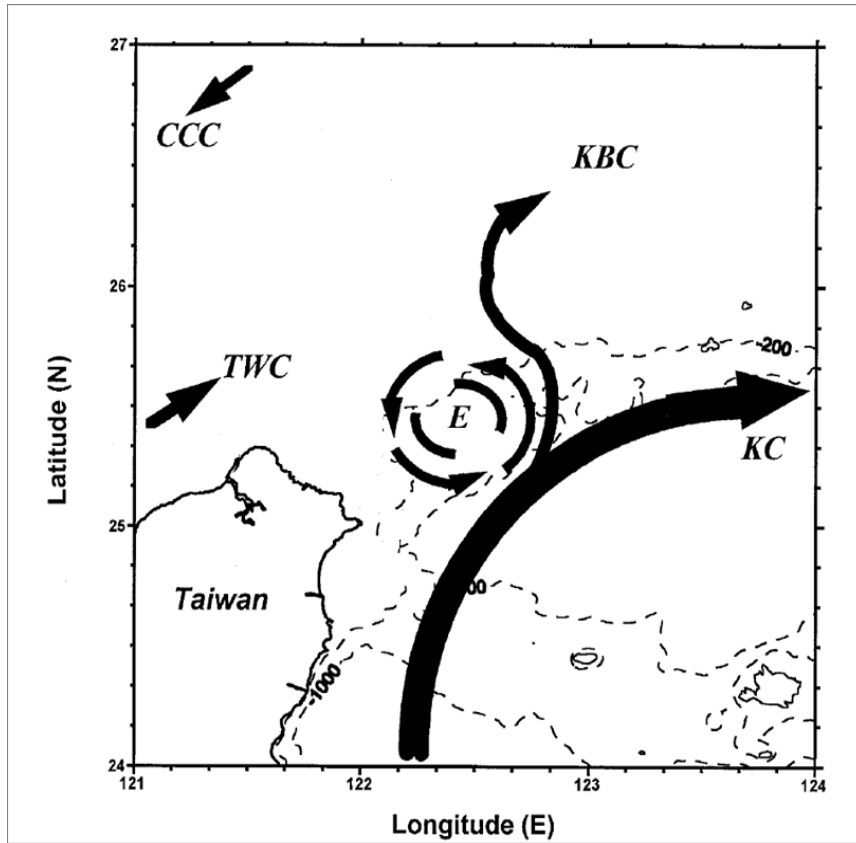 27
CCC
KBC
26
-200
TWC
E
KC
Latitude (N)
25
Taiwan
00
-1000
24
121
122
123
124
Longitude (E)